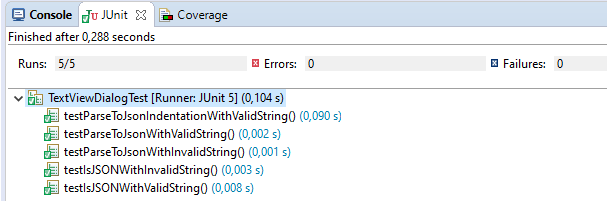 Console JUnit Coverage
Finished after 0,288 seconds
Runs: 5/5 Errors: 0 Failures: 0
TextViewDialogTest [Runner: JUnit 5] (0,104 s)
testParseToJsonIndentationWithValidString() (0,090 s)
testParseToJsonWithValidString() (0,002 s)
testParseToJsonWithInvalidString() (0,001 s)
testIsJSONWithInvalidString() (0,003 s)
testIsJSONWithValidString() (0,008 s)